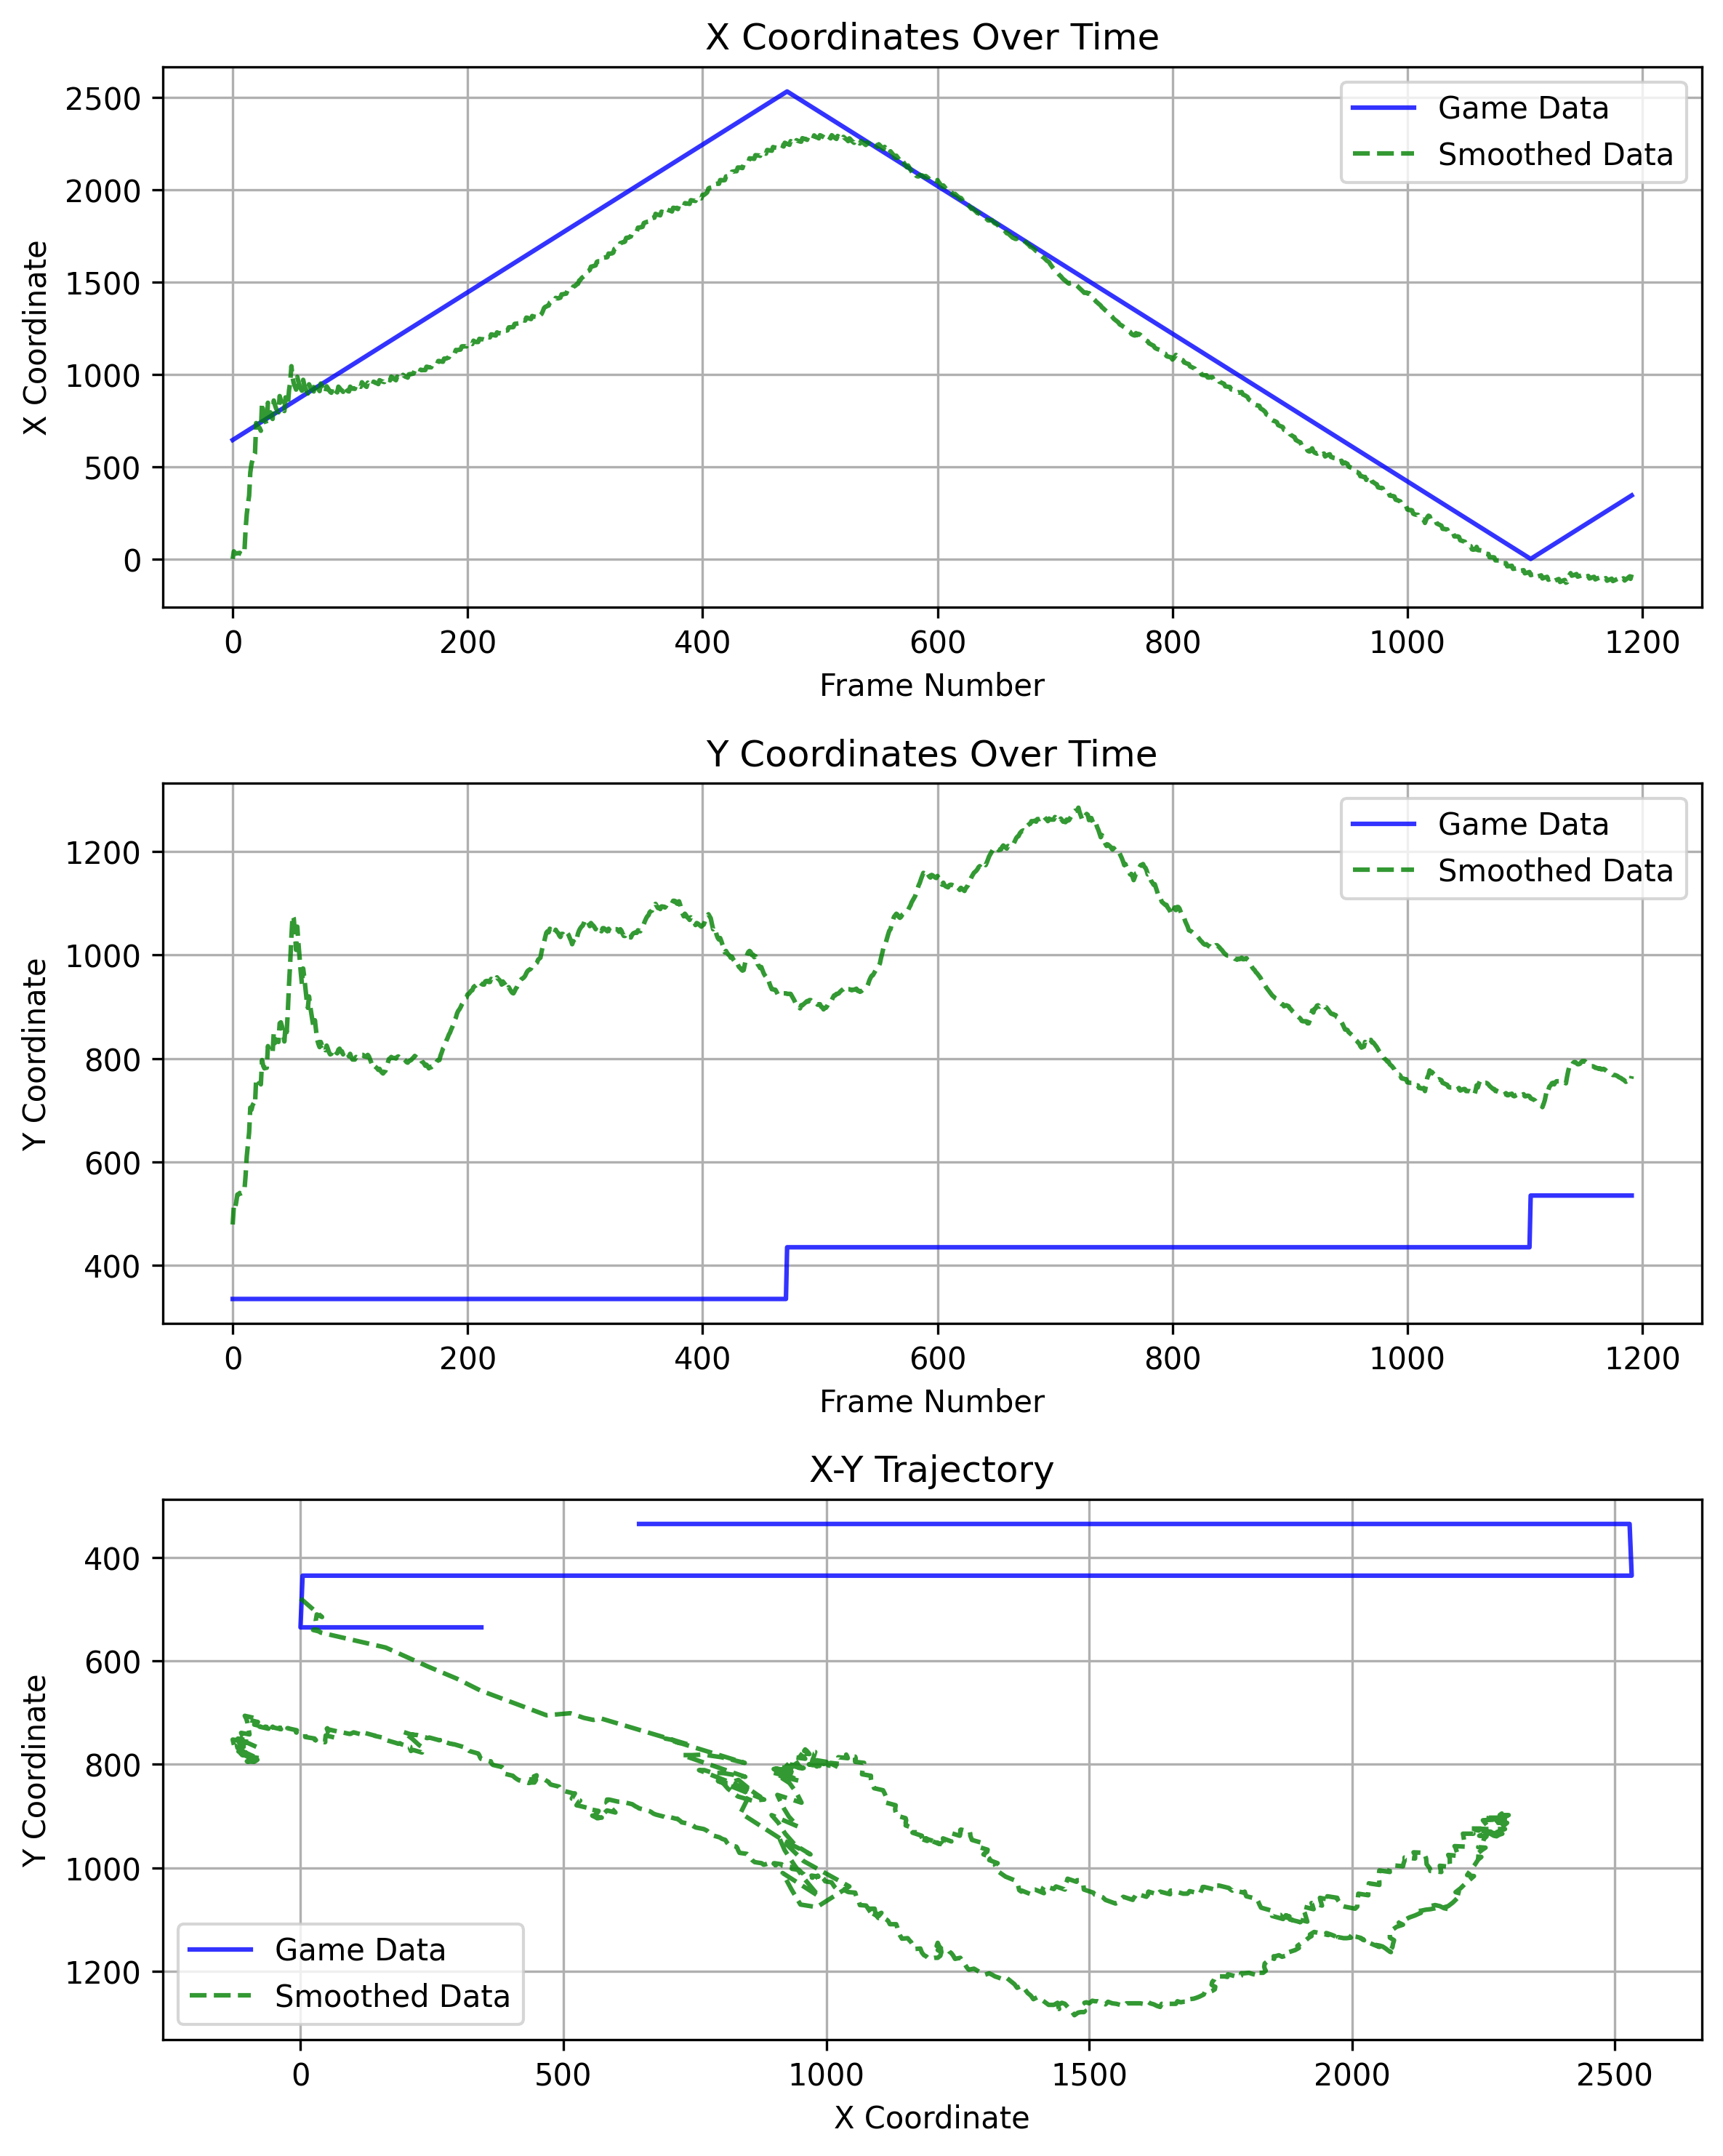 X Coordinates Over Time
2500
2000
1500
1000
500
0
X Coordinate
Game Data
Smoothed Data
0 200 400 600 800 1000 1200
Frame Number
Y Coordinates Over Time
1200
1000
800
600
400
Y Coordinate
Game Data
Smoothed Data
0 200 400 600 800 1000 1200
Frame Number
X-Y Trajectory
400
600
800
1000
1200
Y Coordinate
Game Data
Smoothed Data
0 500 1000 1500 2000 2500
X Coordinate